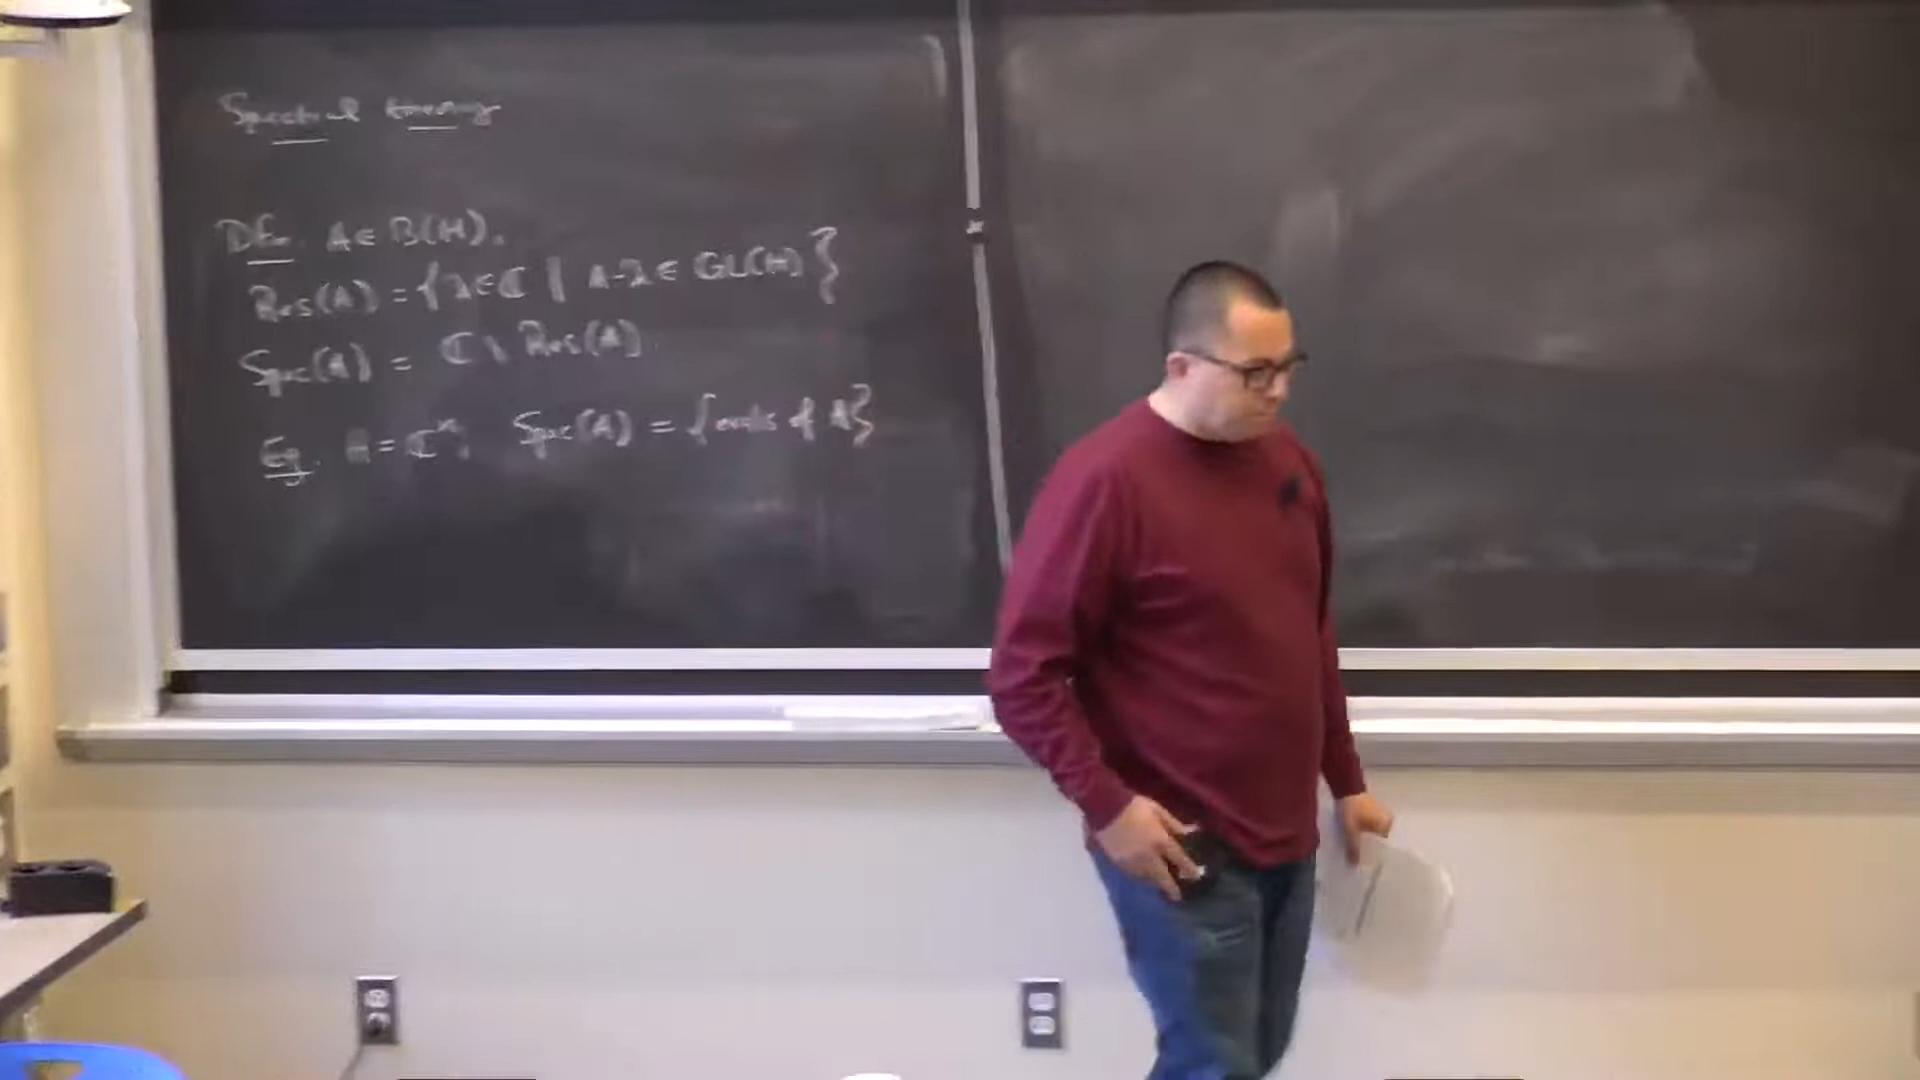 Spectral theory
Def. A ∈ B(H).
Res(A) = {λ ∈ ℂ | A-λ ∈ GL(H)}
Spec(A) = ℂ \ Res(A).
Eg. H = ℂⁿ; Spec(A) = {evals of A}